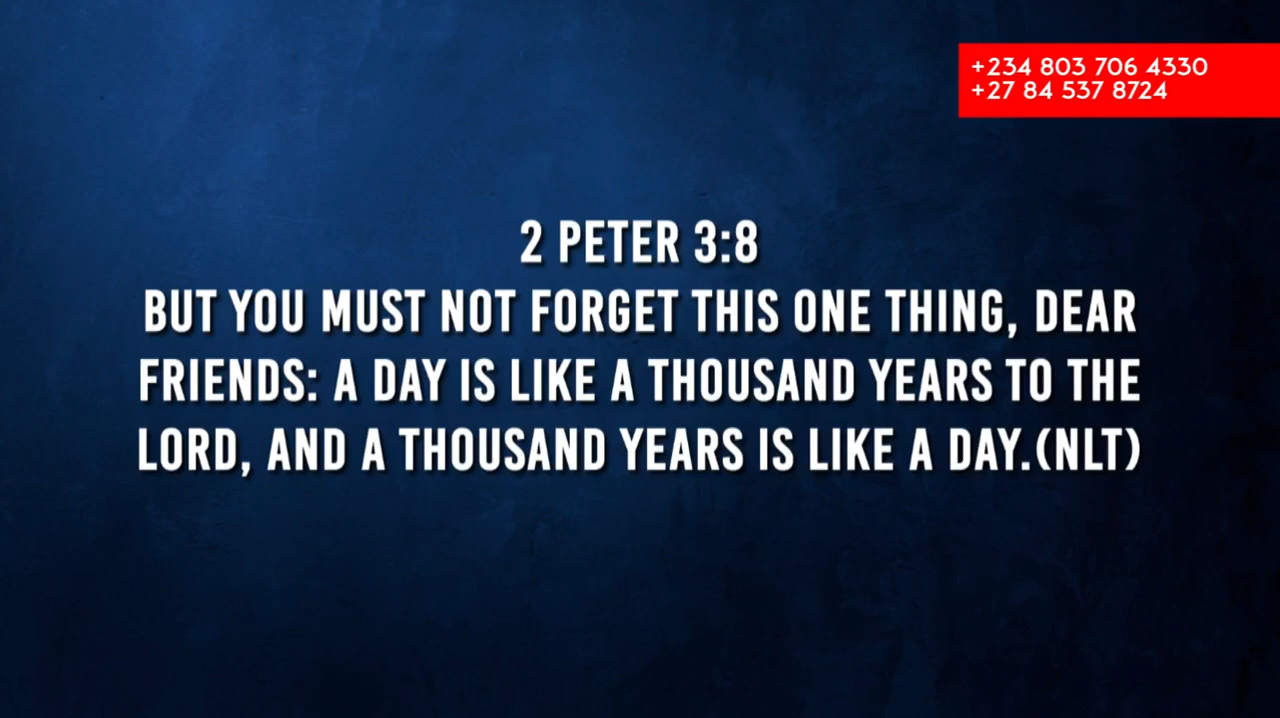 +234 803 706 4330
+27 84 537 8724
2 PETER 3:8
BUT YOU MUST NOT FORGET THIS ONE THING, DEAR
FRIENDS: A DAY IS LIKE A THOUSAND YEARS TO THE
LORD, AND A THOUSAND YEARS IS LIKE A DAY.(NLT)